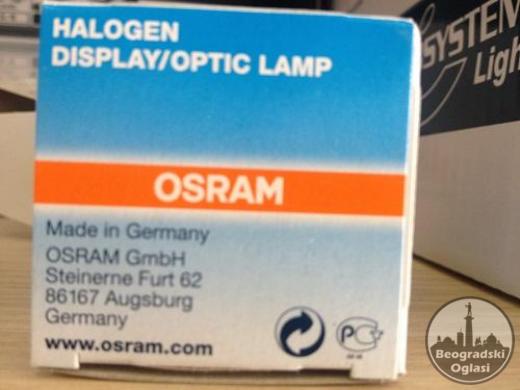 HALOGEN
DISPLAY/OPTIC LAMP
OSRAM
Made in Germany
OSRAM GmbH
Steinerne Furt 62
86167 Augsburg
Germany
www.osram.com
SYSTEM
Beogradski
Oglasi